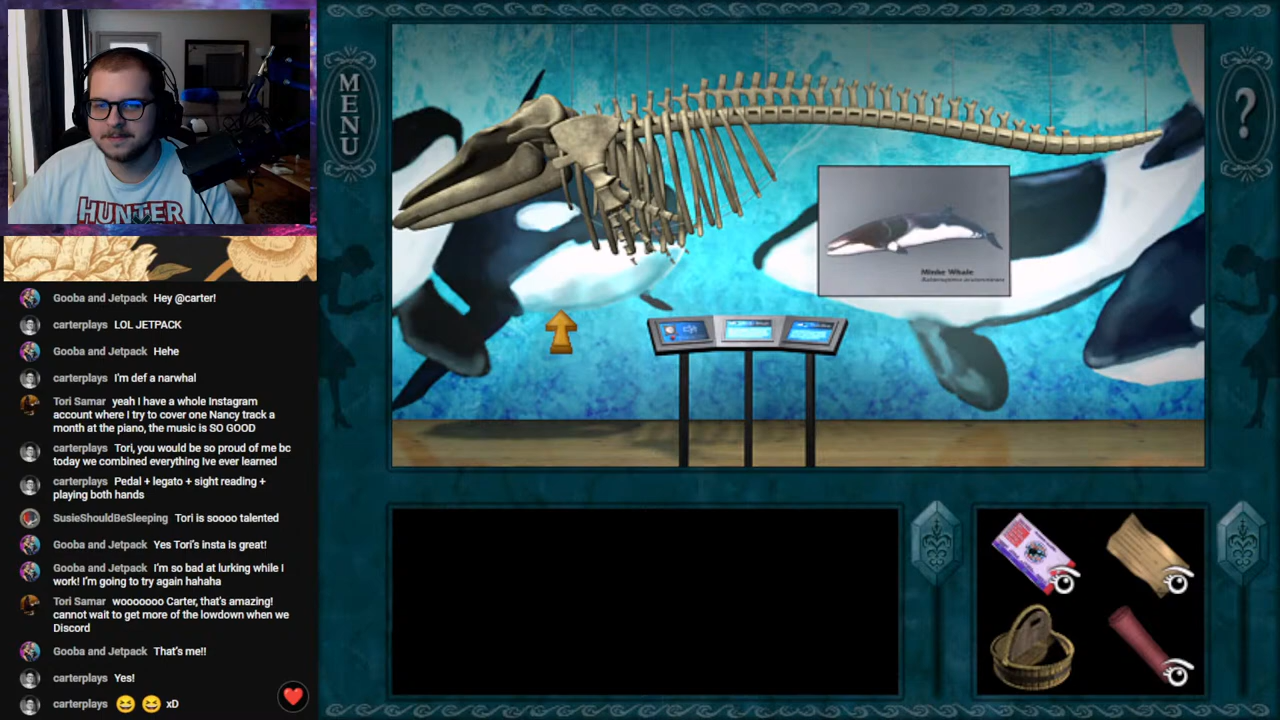 HUNTER
Gooba and Jetpack Hey @carter!
carterplays LOL JETPACK
Gooba and Jetpack Hehe
carterplays I'm def a narwhal
Tori Samar yeah I have a whole Instagram
account where I try to cover one Nancy track a
month at the piano, the music is SO GOOD
carterplays Tori, you would be so proud of me bc
today we combined everything Ive ever learned
carterplays Pedal + legato + sight reading +
playing both hands
SusieShouldBeSleeping Tori is soooo talented
Gooba and Jetpack Yes Tori's insta is great!
Gooba and Jetpack I'm so bad at lurking while I
work! I'm going to try again hahaha
Tori Samar wooooooo Carter, that's amazing!
cannot wait to get more of the lowdown when we
Discord
Gooba and Jetpack That's me!!
carterplays Yes!
carterplays 😆 😆 xD
MENU
?
Minke Whale